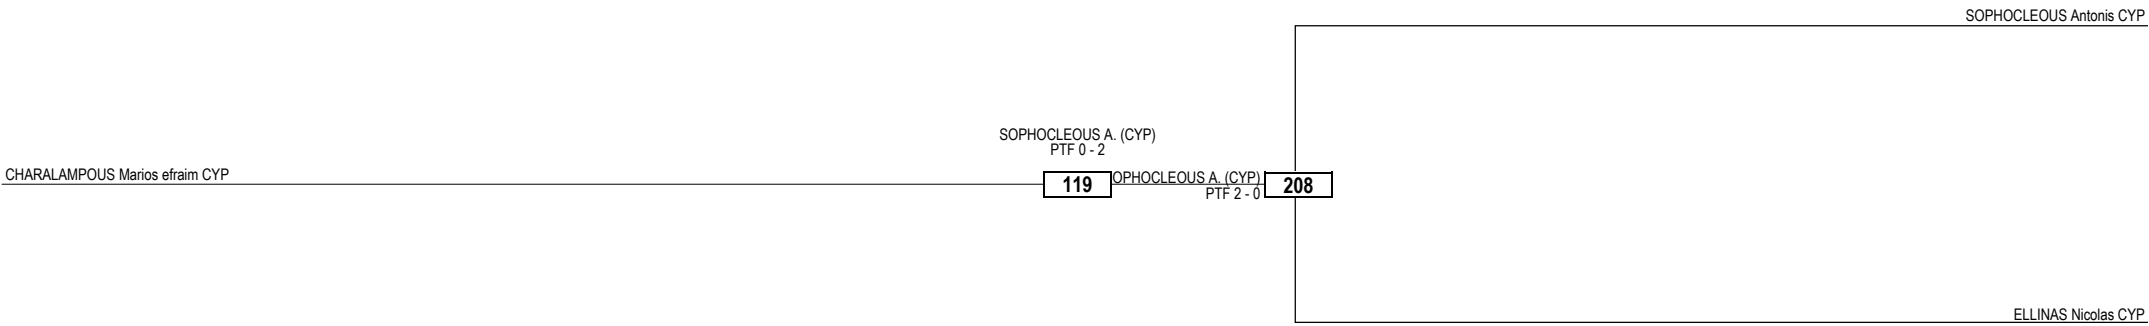 SOPHOCLEOUS Antonis CYP
SOPHOCLEOUS A. (CYP)
PTF 0 - 2
CHARALAMPOUS Marios efraim CYP
119
OPHOCLEOUS A. (CYP)
PTF 2 - 0
208
ELLINAS Nicolas CYP